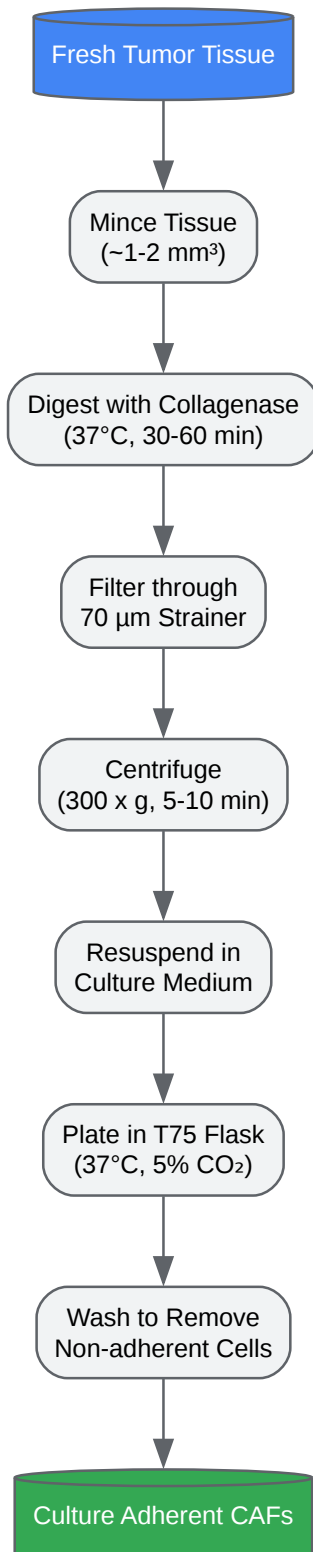 Fresh Tumor Tissue
Mince Tissue
(~1-2 mm³)
Digest with Collagenase
(37°C, 30-60 min)
Filter through
70 µm Strainer
Centrifuge
(300 x g, 5-10 min)
Resuspend in
Culture Medium
Plate in T75 Flask
(37°C, 5% CO₂)
Wash to Remove
Non-adherent Cells
Culture Adherent CAFs